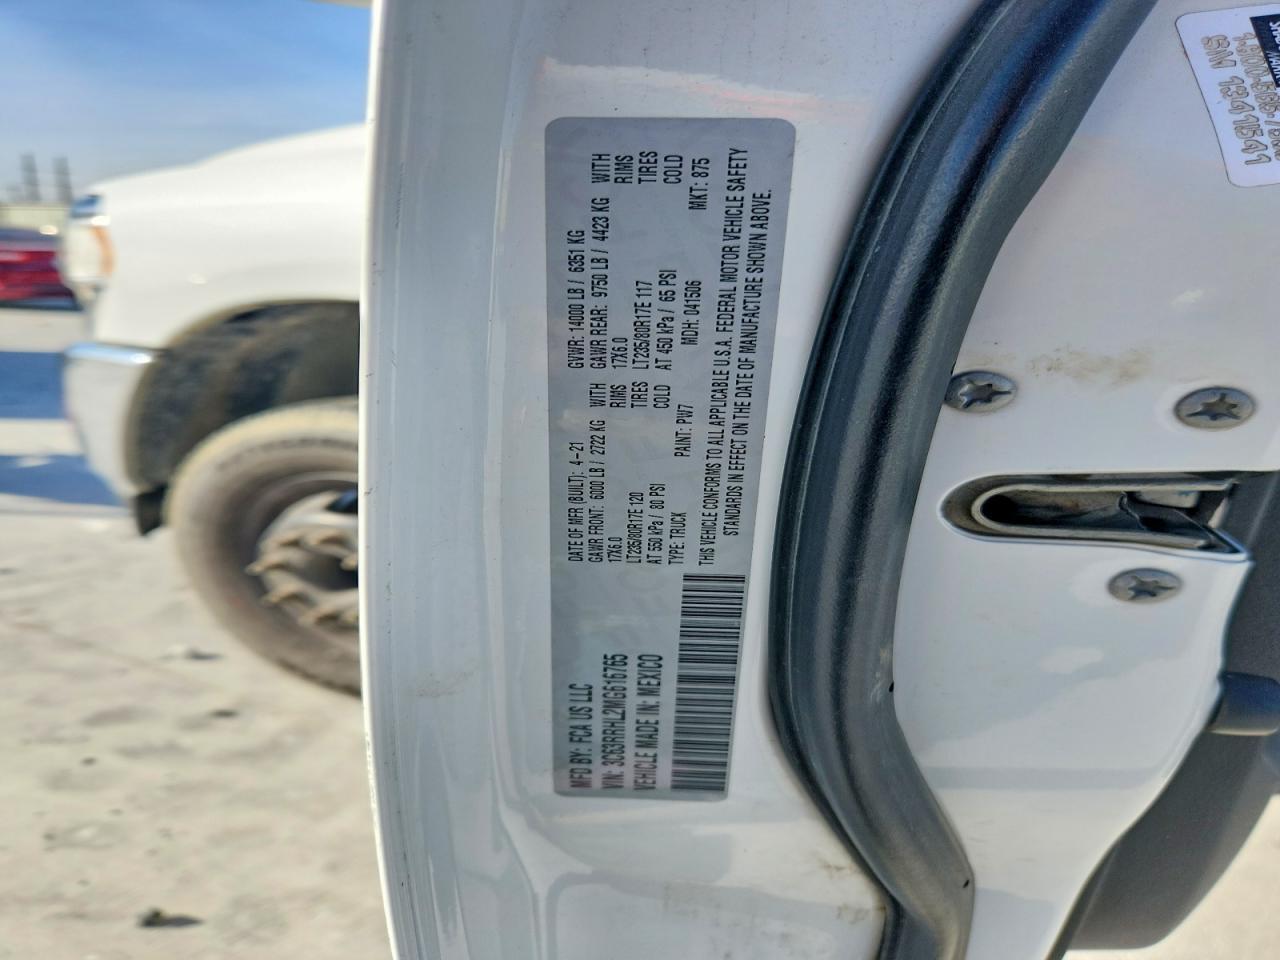 MFD BY: FCA US LLC
VIN: 3C63RRHL2MG616765
VEHICLE MADE IN: MEXICO
DATE OF MFR (BUILT): 4-21 GVWR: 14000 LB / 6351 KG
GAWR FRONT: 6000 LB / 2722 KG WITH GAWR REAR: 9750 LB / 4423 KG WITH
17X6.0 RIMS 17X6.0 RIMS
LT235/80R17E 120 TIRES LT235/80R17E 117 TIRES
AT 550 kPa / 80 PSI COLD AT 450 kPa / 65 PSI COLD
TYPE: TRUCK PAINT: PW7 MDH: 041506 MKT: 875
THIS VEHICLE CONFORMS TO ALL APPLICABLE U.S.A. FEDERAL MOTOR VEHICLE SAFETY
STANDARDS IN EFFECT ON THE DATE OF MANUFACTURE SHOWN ABOVE.